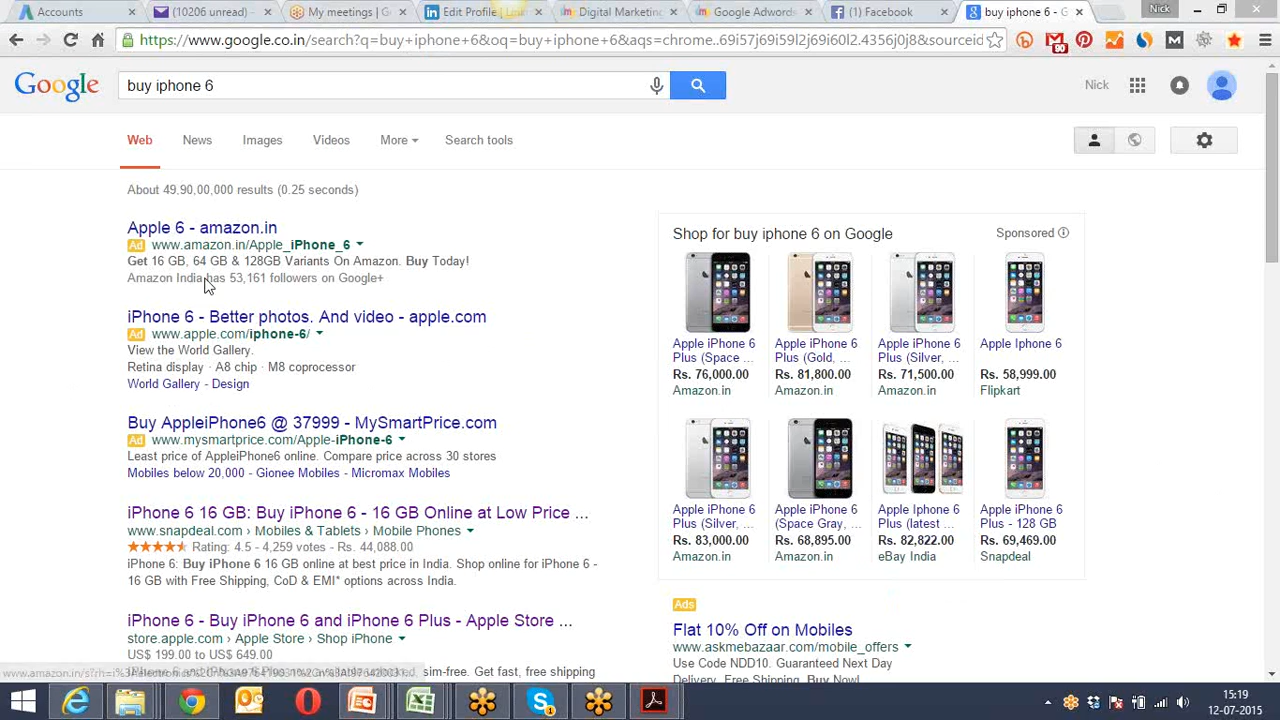 Accounts
(10206 unread) -
My meetings | G
Edit Profile |
Digital Marketing
Google Adwords
(1) Facebook
buy iphone 6 - G
Nick
https://www.google.co.in/search?q=buy+iphone+6&oq=buy+iphone+6&aqs=chrome..69i57j69i59l2j69i60l2.4356j0j8&sourceid
90
Google
buy iphone 6
Nick
Web News Images Videos More Search tools
About 49,90,00,000 results (0.25 seconds)
Apple 6 - amazon.in
Ad www.amazon.in/Apple_iPhone_6
Get 16 GB, 64 GB & 128GB Variants On Amazon. Buy Today!
Amazon India has 53,161 followers on Google+
iPhone 6 - Better photos. And video - apple.com
Ad www.apple.com/iphone-6/
View the World Gallery.
Retina display · A8 chip · M8 coprocessor
World Gallery - Design
Buy AppleiPhone6 @ 37999 - MySmartPrice.com
Ad www.mysmartprice.com/Apple-iPhone-6
Least price of AppleiPhone6 online. Compare price across 30 stores
Mobiles below 20,000 - Gionee Mobiles - Micromax Mobiles
iPhone 6 16 GB: Buy iPhone 6 - 16 GB Online at Low Price ...
www.snapdeal.com › Mobiles & Tablets › Mobile Phones
Rating: 4.5 - 4,259 votes - Rs. 44,088.00
iPhone 6: Buy iPhone 6 16 GB online at best price in India. Shop online for iPhone 6 -
16 GB with Free Shipping, CoD & EMI* options across India.
iPhone 6 - Buy iPhone 6 and iPhone 6 Plus - Apple Store ...
store.apple.com › Apple Store › Shop iPhone
US$ 199.00 to US$ 649.00
sim-free. Get fast, free shipping
Shop for buy iphone 6 on Google
Sponsored
Apple iPhone 6
Plus (Space ...
Rs. 76,000.00
Amazon.in
Apple iPhone 6
Plus (Gold, ...
Rs. 81,800.00
Amazon.in
Apple iPhone 6
Plus (Silver, ...
Rs. 71,500.00
Amazon.in
Apple Iphone 6
Rs. 58,999.00
Flipkart
Apple iPhone 6
Plus (Silver, ...
Rs. 83,000.00
Amazon.in
Apple iPhone 6
(Space Gray, ...
Rs. 68,895.00
Amazon.in
Apple Iphone 6
Plus (latest ...
Rs. 82,822.00
eBay India
Apple iPhone 6
Plus - 128 GB
Rs. 69,469.00
Snapdeal
Ads
Flat 10% Off on Mobiles
www.askmebazaar.com/mobile_offers
Use Code NDD10. Guaranteed Next Day
Delivery. Buy Now!
15:19
12-07-2015